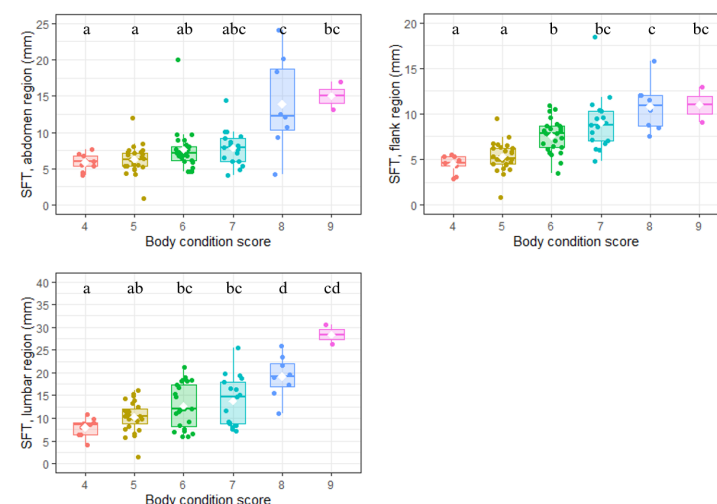 SFT, abdomen region (mm)
25
20
15
10
5
0
a a ab abc c bc
4 5 6 7 8 9
Body condition score
SFT, flank region (mm)
20
15
10
5
0
a a b bc c bc
4 5 6 7 8 9
Body condition score
SFT, lumbar region (mm)
40
35
30
25
20
15
10
5
0
a ab bc bc d cd
4 5 6 7 8 9
Body condition score